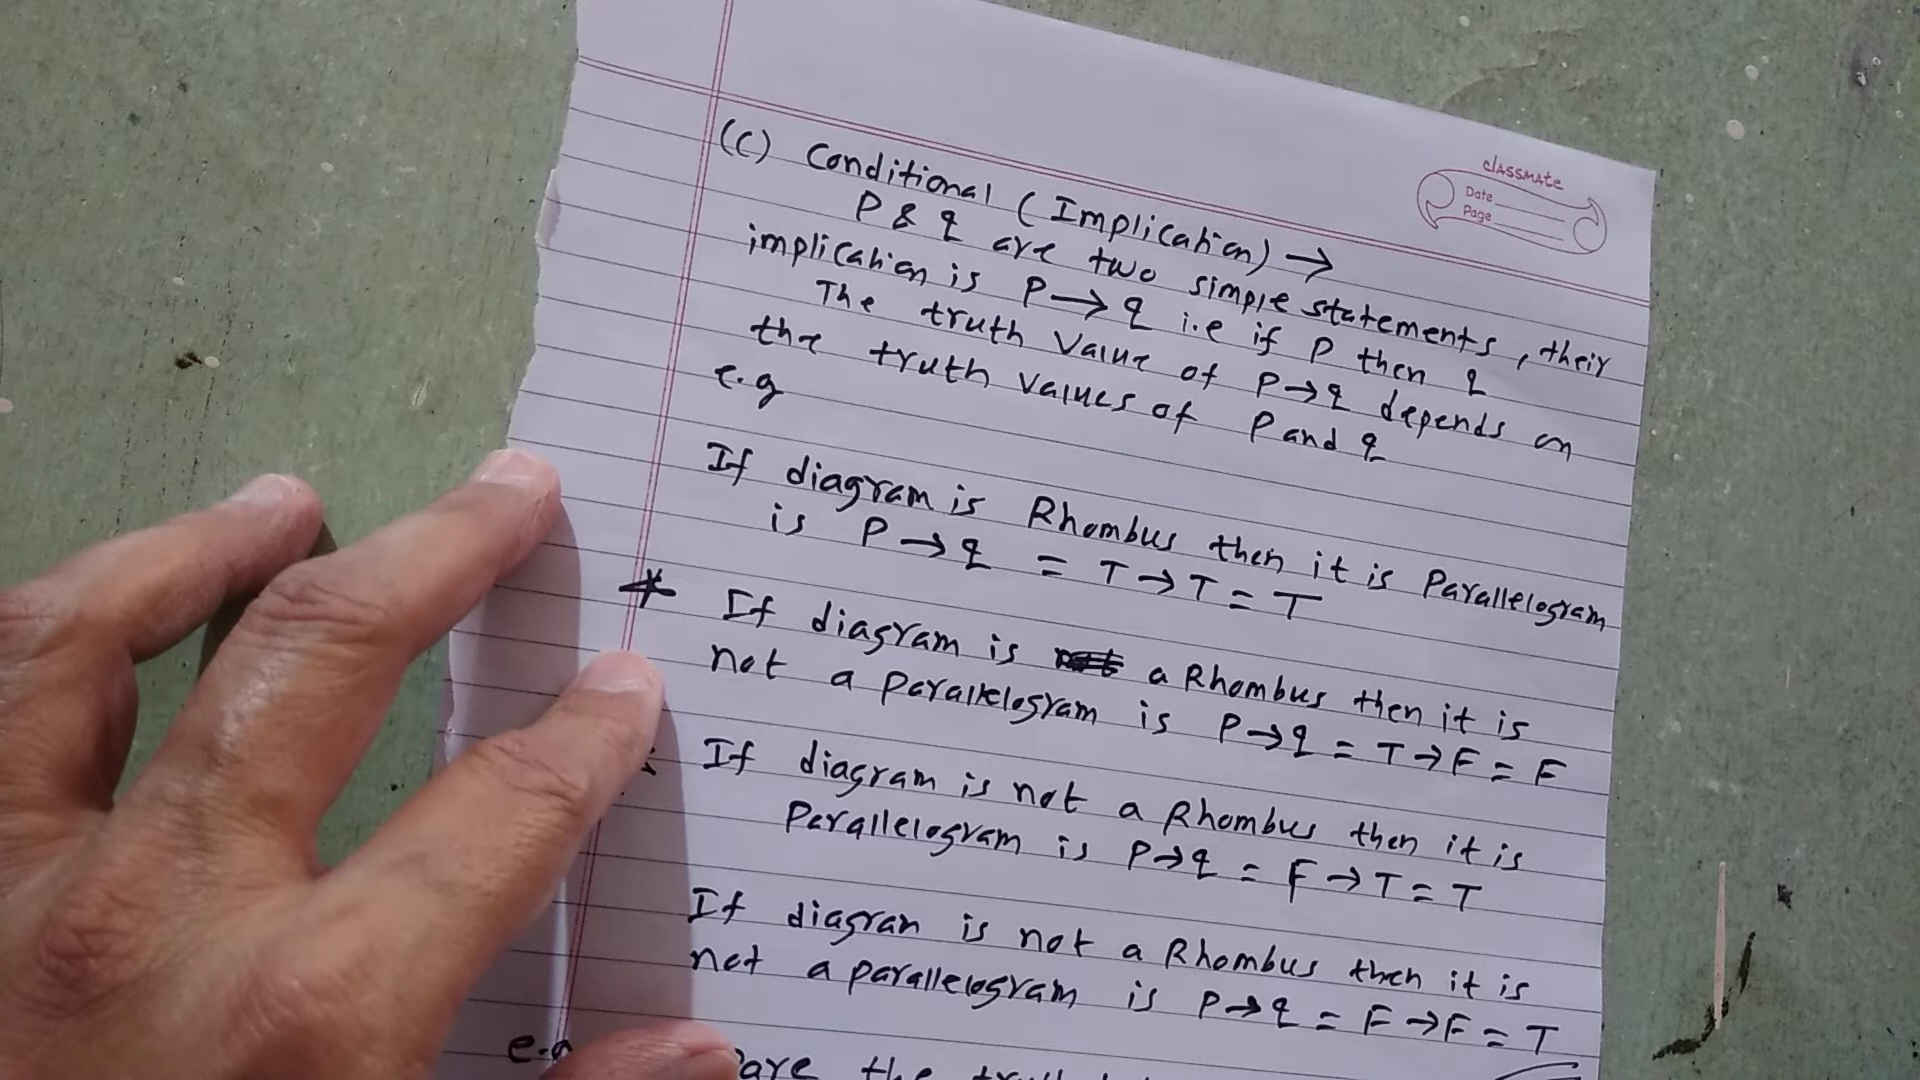 classmate
Date
Page
(C) Conditional (Implication) →
P & q are two simple statements, their
implication is P → q i.e if P then q
The truth value of P → q depends on
the truth values of P and q
e.g
If diagram is Rhombus then it is Parallelogram
is P → q = T → T = T
* If diagram is a Rhombus then it is
not a parallelogram is P → q = T → F = F
If diagram is not a Rhombus then it is
Parallelogram is P → q = F → T = T
If diagram is not a Rhombus then it is
not a parallelogram is P → q = F → F = T
the